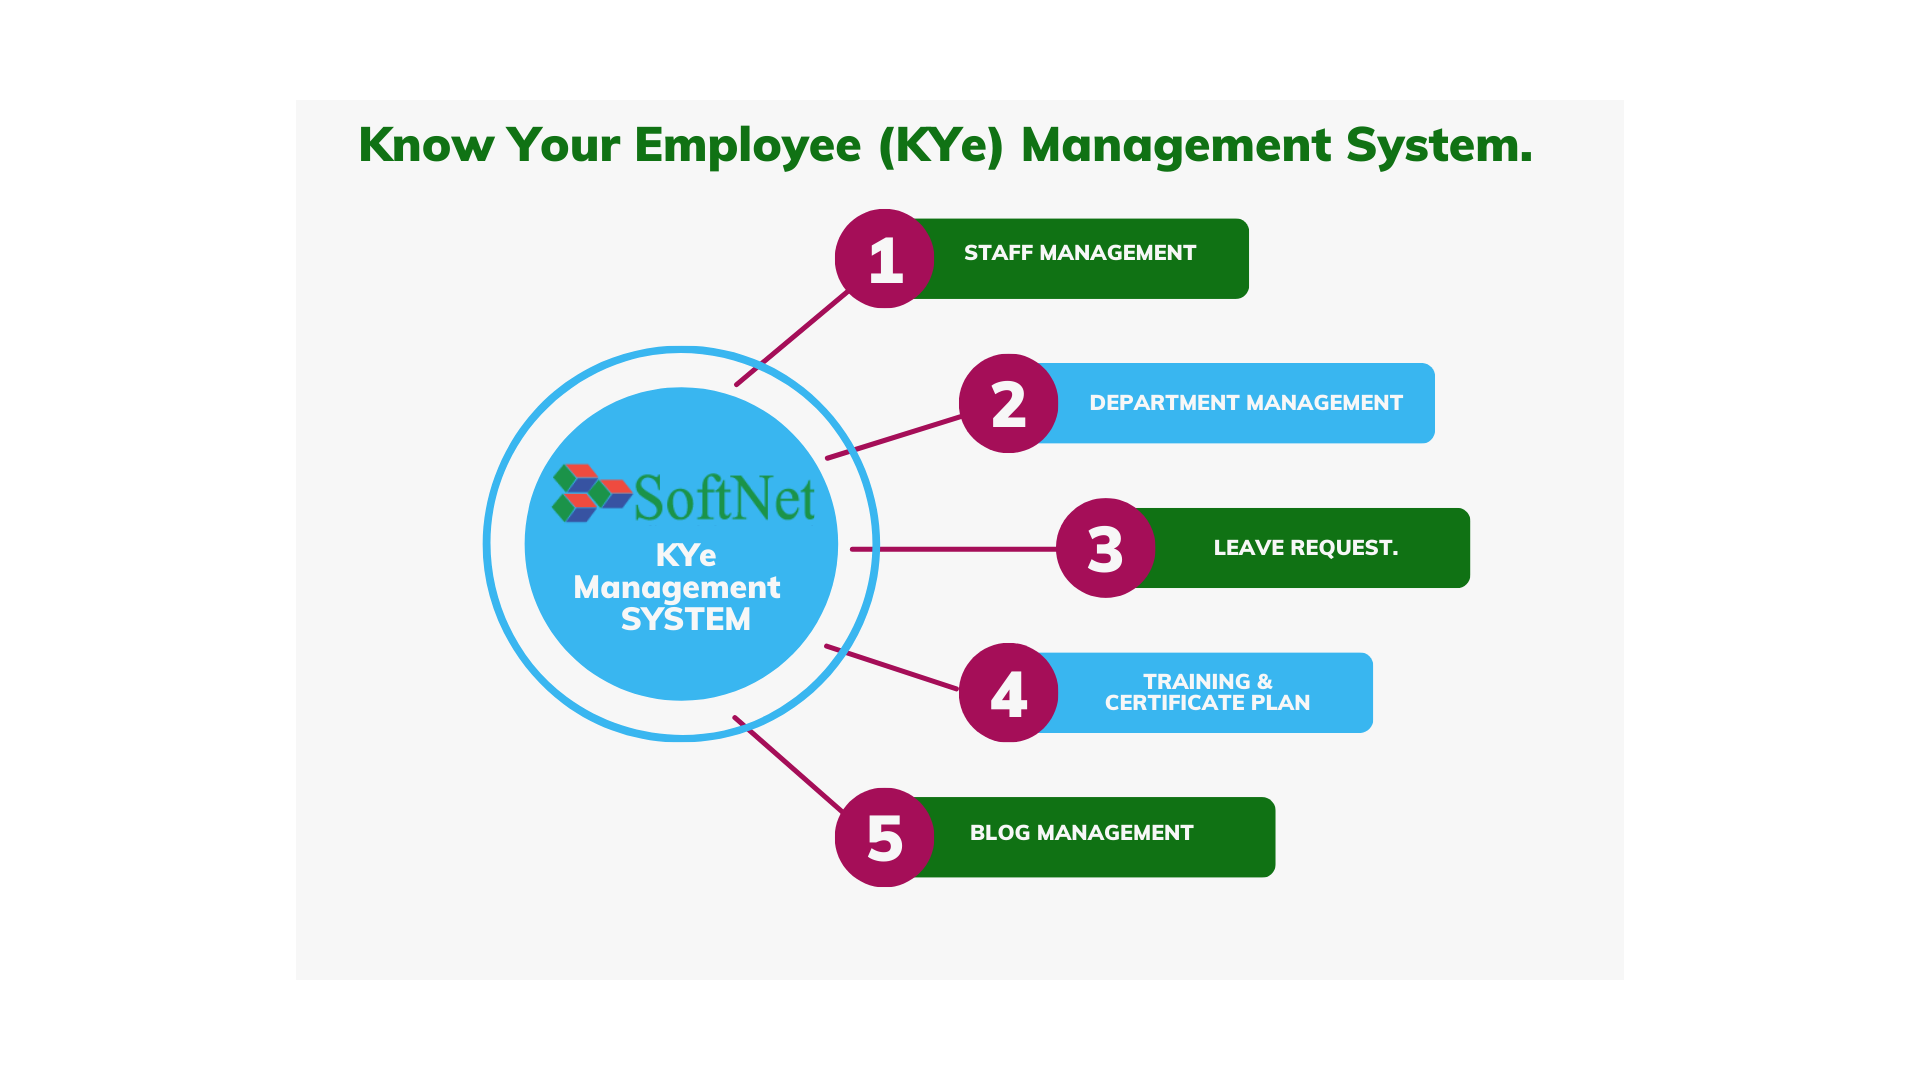 Know Your Employee (KYe) Management System.
1
STAFF MANAGEMENT
2
DEPARTMENT MANAGEMENT
SoftNet
KYe
Management
SYSTEM
3
LEAVE REQUEST.
4
TRAINING &
CERTIFICATE PLAN
5
BLOG MANAGEMENT